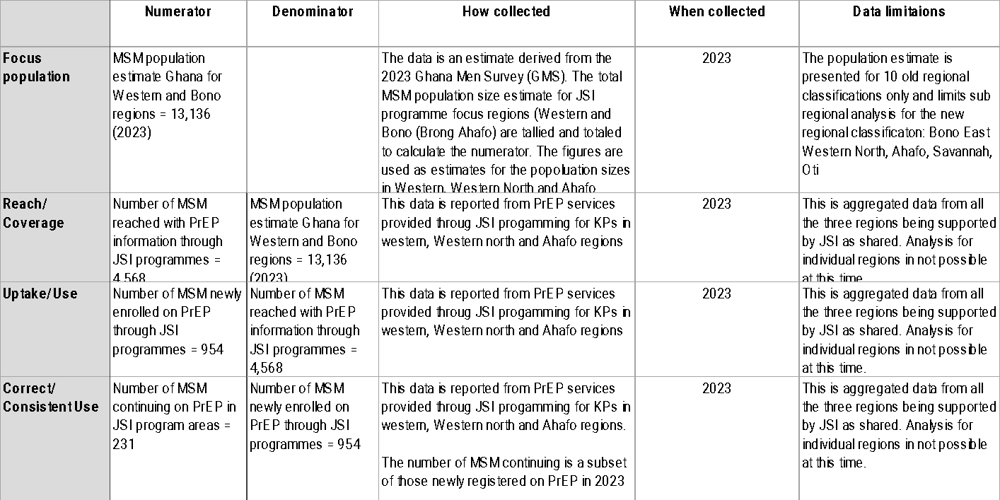 Numerator
Denominator
How collected
When collected
Data limitaions
Focus
population
MSM population
estimate Ghana for
Western and Bono
regions = 13,136
(2023)
The data is an estimate derived from the
2023 Ghana Men Survey (GMS). The total
MSM population size estimate for JSI
programme focus regions (Western and
Bono (Brong Ahafo) are tallied and totaled
to calculate the numerator. The figures are
used as estimates for the popoluation sizes
in Western, Western North and Ahafo
2023
The population estimate is
presented for 10 old regional
classifications only and limits sub
regional analysis for the new
regional classificaton: Bono East
Western North, Ahafo, Savannah,
Oti
Reach/
Coverage
Number of MSM
reached with PrEP
information through
JSI programmes =
4,568
MSM population
estimate Ghana for
Western and Bono
regions = 13,136
(2023)
This data is reported from PrEP services
provided throug JSI progamming for KPs in
western, Western north and Ahafo regions
2023
This is aggregated data from all
the three regions being supported
by JSI as shared. Analysis for
individual regions in not possible
at this time.
Uptake/Use
Number of MSM newly
enrolled on PrEP
through JSI
programmes = 954
Number of MSM
reached with PrEP
information through
JSI programmes =
4,568
This data is reported from PrEP services
provided throug JSI progamming for KPs in
western, Western north and Ahafo regions
2023
This is aggregated data from all
the three regions being supported
by JSI as shared. Analysis for
individual regions in not possible
at this time.
Correct/
Consistent Use
Number of MSM
continuing on PrEP in
JSI program areas =
231
Number of MSM
newly enrolled on
PrEP through JSI
programmes = 954
This data is reported from PrEP services
provided throug JSI progamming for KPs in
western, Western north and Ahafo regions.
The number of MSM continuing is a subset
of those newly registered on PrEP in 2023
2023
This is aggregated data from all
the three regions being supported
by JSI as shared. Analysis for
individual regions in not possible
at this time.